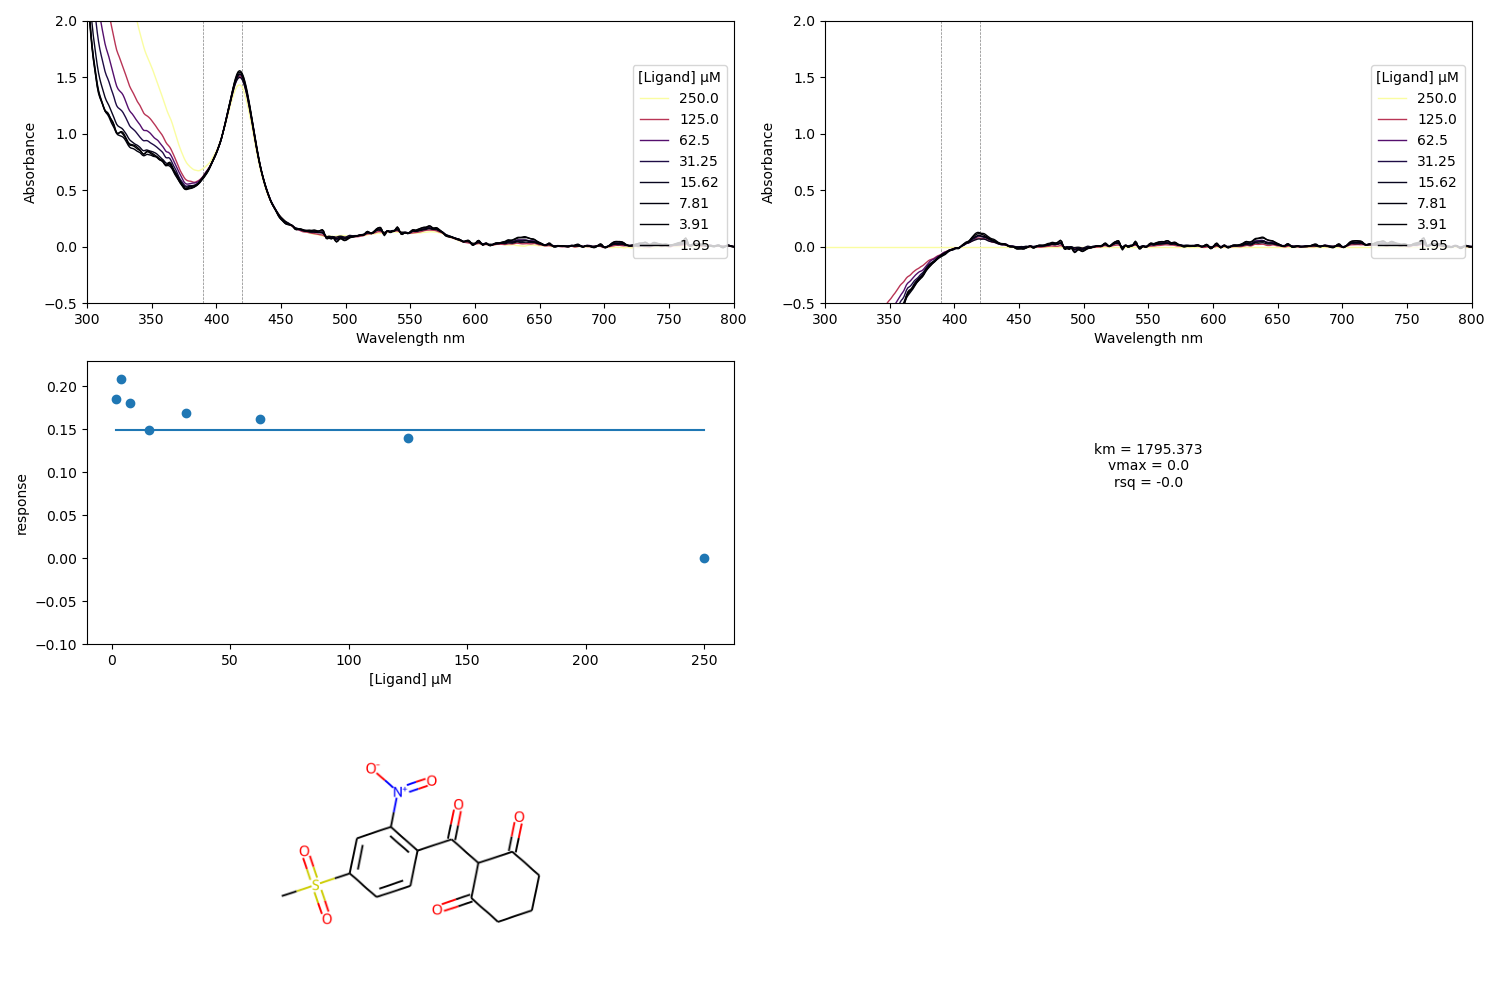 2.0
1.5
1.0
0.5
0.0
−0.5
Absorbance
300 350 400 450 500 550 600 650 700 750 800
Wavelength nm
[Ligand] µM
250.0
125.0
62.5
31.25
15.62
7.81
3.91
1.95
2.0
1.5
1.0
0.5
0.0
−0.5
Absorbance
300 350 400 450 500 550 600 650 700 750 800
Wavelength nm
[Ligand] µM
250.0
125.0
62.5
31.25
15.62
7.81
3.91
1.95
0.20
0.15
0.10
0.05
0.00
−0.05
−0.10
response
0 50 100 150 200 250
[Ligand] µM
km = 1795.373
vmax = 0.0
rsq = -0.0
O-
N+
O
O
O
O
S
O
O